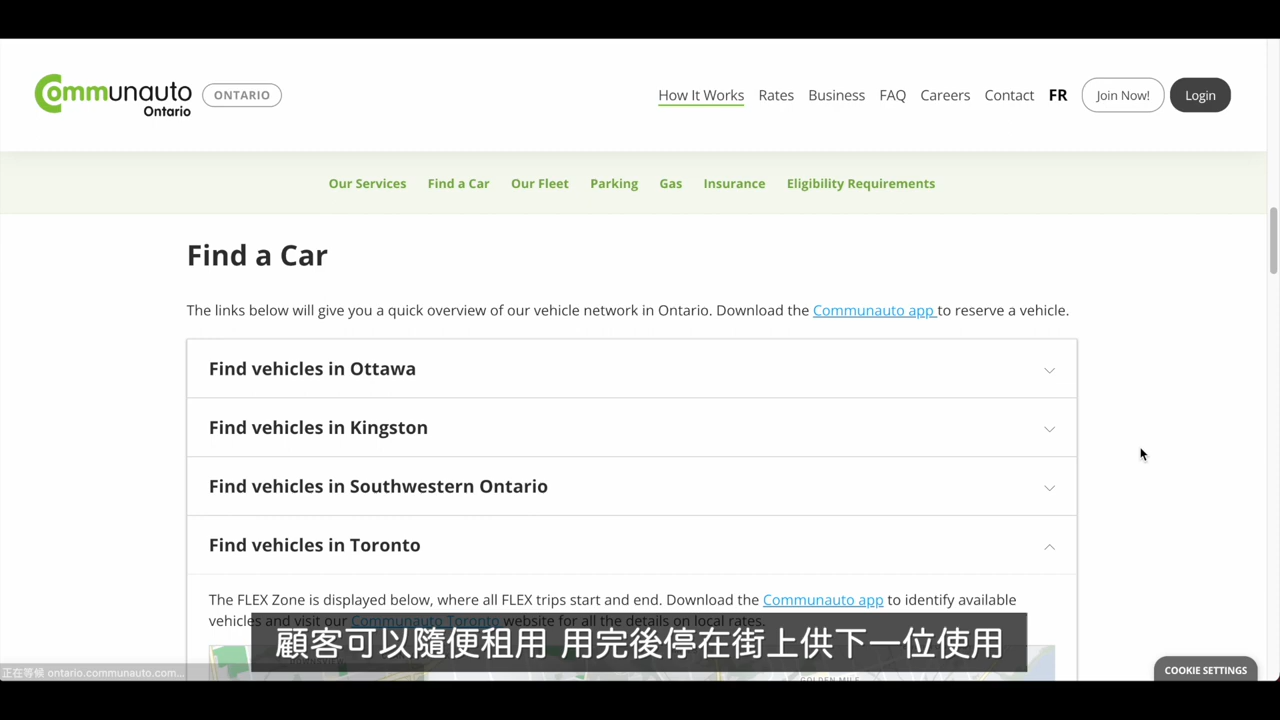 Communauto
Ontario
ONTARIO
How It Works Rates Business FAQ Careers Contact FR Join Now! Login
Our Services Find a Car Our Fleet Parking Gas Insurance Eligibility Requirements
Find a Car
The links below will give you a quick overview of our vehicle network in Ontario. Download the Communauto app to reserve a vehicle.
Find vehicles in Ottawa
Find vehicles in Kingston
Find vehicles in Southwestern Ontario
Find vehicles in Toronto
The FLEX Zone is displayed below, where all FLEX trips start and end. Download the Communauto app to identify available
vehicles and visit our Communauto Toronto website for all the details on local rates.
顧客可以隨便租用 用完後停在街上供下一位使用
正在等候 ontario.communauto.com...
GOLDEN MILE
COOKIE SETTINGS